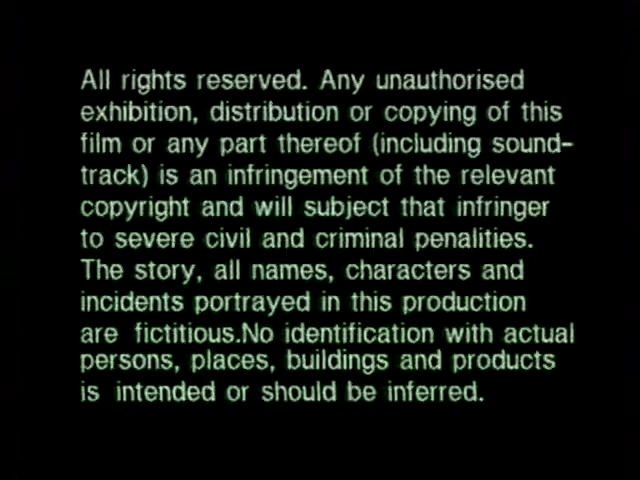 All rights reserved. Any unauthorised
exhibition, distribution or copying of this
film or any part thereof (including sound-
track) is an infringement of the relevant
copyright and will subject that infringer
to severe civil and criminal penalities.
The story, all names, characters and
incidents portrayed in this production
are fictitious.No identification with actual
persons, places, buildings and products
is intended or should be inferred.